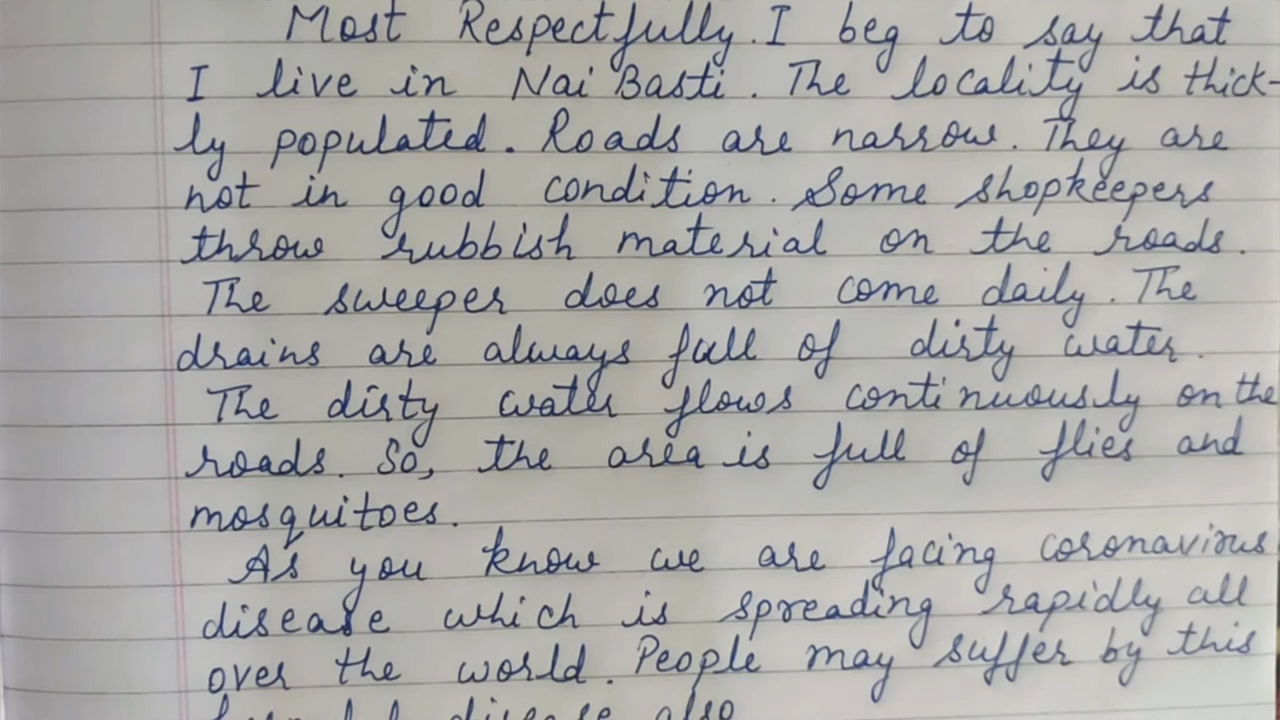 Most Respectfully. I beg to say that
I live in Nai Basti. The locality is thick-
ly populated. Roads are narrow. They are
not in good condition. Some shopkeepers
throw rubbish material on the roads.
The sweeper does not come daily. The
drains are always full of dirty water.
The dirty water flows continuously on the
roads. So, the area is full of flies and
mosquitoes.
As you know we are facing coronavirus
disease which is spreading rapidly all
over the world. People may suffer by this
disease also